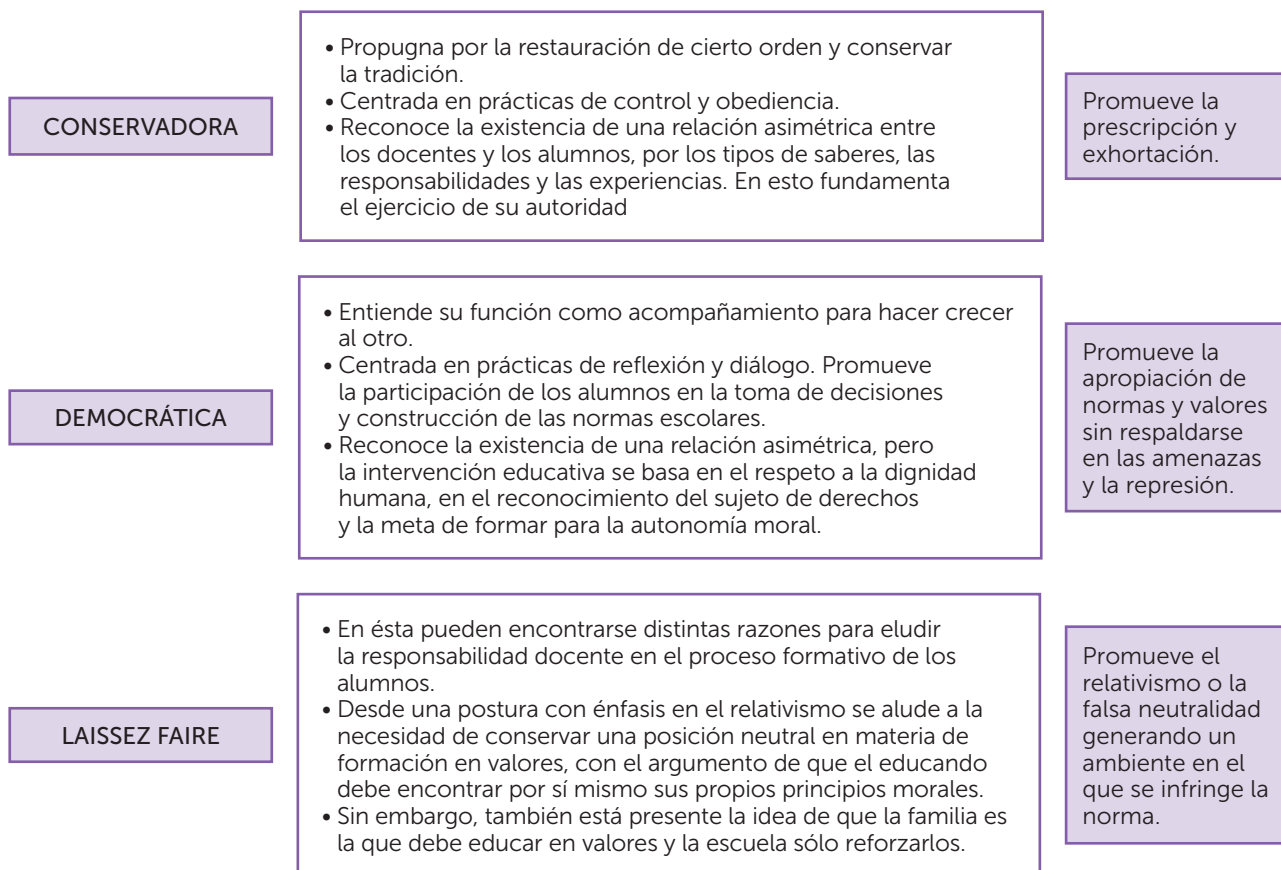 CONSERVADORA
• Propugna por la restauración de cierto orden y conservar
la tradición.
• Centrada en prácticas de control y obediencia.
• Reconoce la existencia de una relación asimétrica entre
los docentes y los alumnos, por los tipos de saberes, las
responsabilidades y las experiencias. En esto fundamenta
el ejercicio de su autoridad
Promueve la
prescripción y
exhortación.
DEMOCRÁTICA
• Entiende su función como acompañamiento para hacer crecer
al otro.
• Centrada en prácticas de reflexión y diálogo. Promueve
la participación de los alumnos en la toma de decisiones
y construcción de las normas escolares.
• Reconoce la existencia de una relación asimétrica, pero
la intervención educativa se basa en el respeto a la dignidad
humana, en el reconocimiento del sujeto de derechos
y la meta de formar para la autonomía moral.
Promueve la
apropiación de
normas y valores
sin respaldarse
en las amenazas
y la represión.
LAISSEZ FAIRE
• En ésta pueden encontrarse distintas razones para eludir
la responsabilidad docente en el proceso formativo de los
alumnos.
• Desde una postura con énfasis en el relativismo se alude a la
necesidad de conservar una posición neutral en materia de
formación en valores, con el argumento de que el educando
debe encontrar por sí mismo sus propios principios morales.
• Sin embargo, también está presente la idea de que la familia es
la que debe educar en valores y la escuela sólo reforzarlos.
Promueve el
relativismo o la
falsa neutralidad
generando un
ambiente en el
que se infringe la
norma.